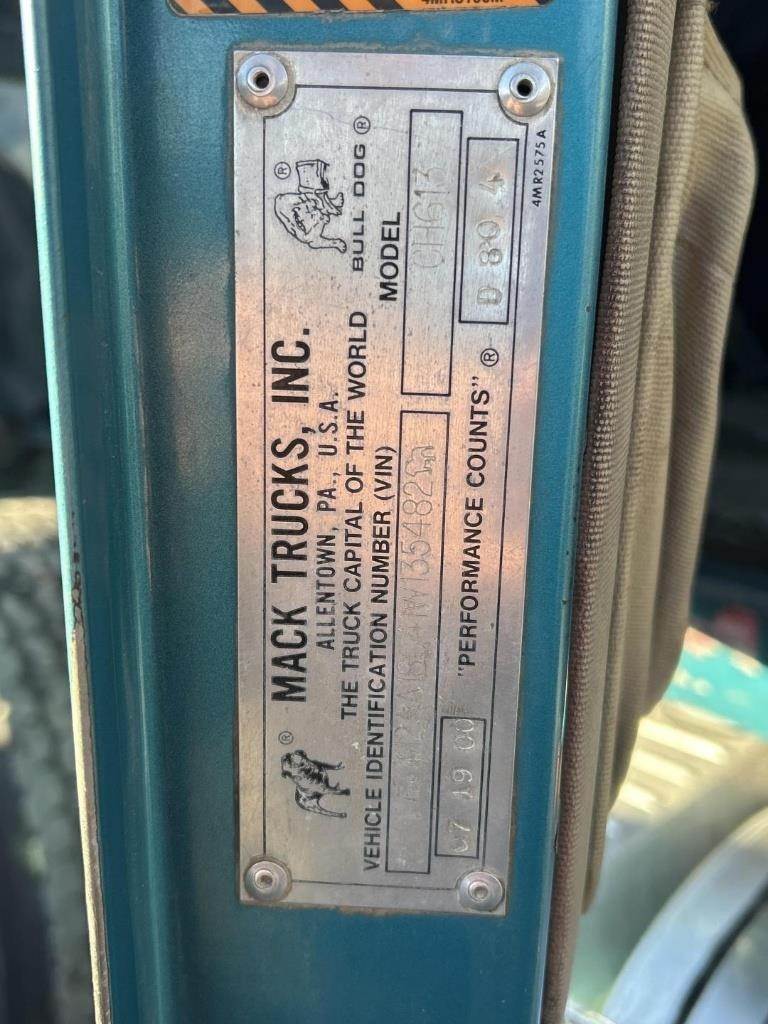 MACK TRUCKS, INC.
ALLENTOWN, PA., U.S.A.
THE TRUCK CAPITAL OF THE WORLD
BULL DOG ®
VEHICLE IDENTIFICATION NUMBER (VIN)
MODEL
CH613
07 19 00
"PERFORMANCE COUNTS" ®
D 80 4
4MR2575A